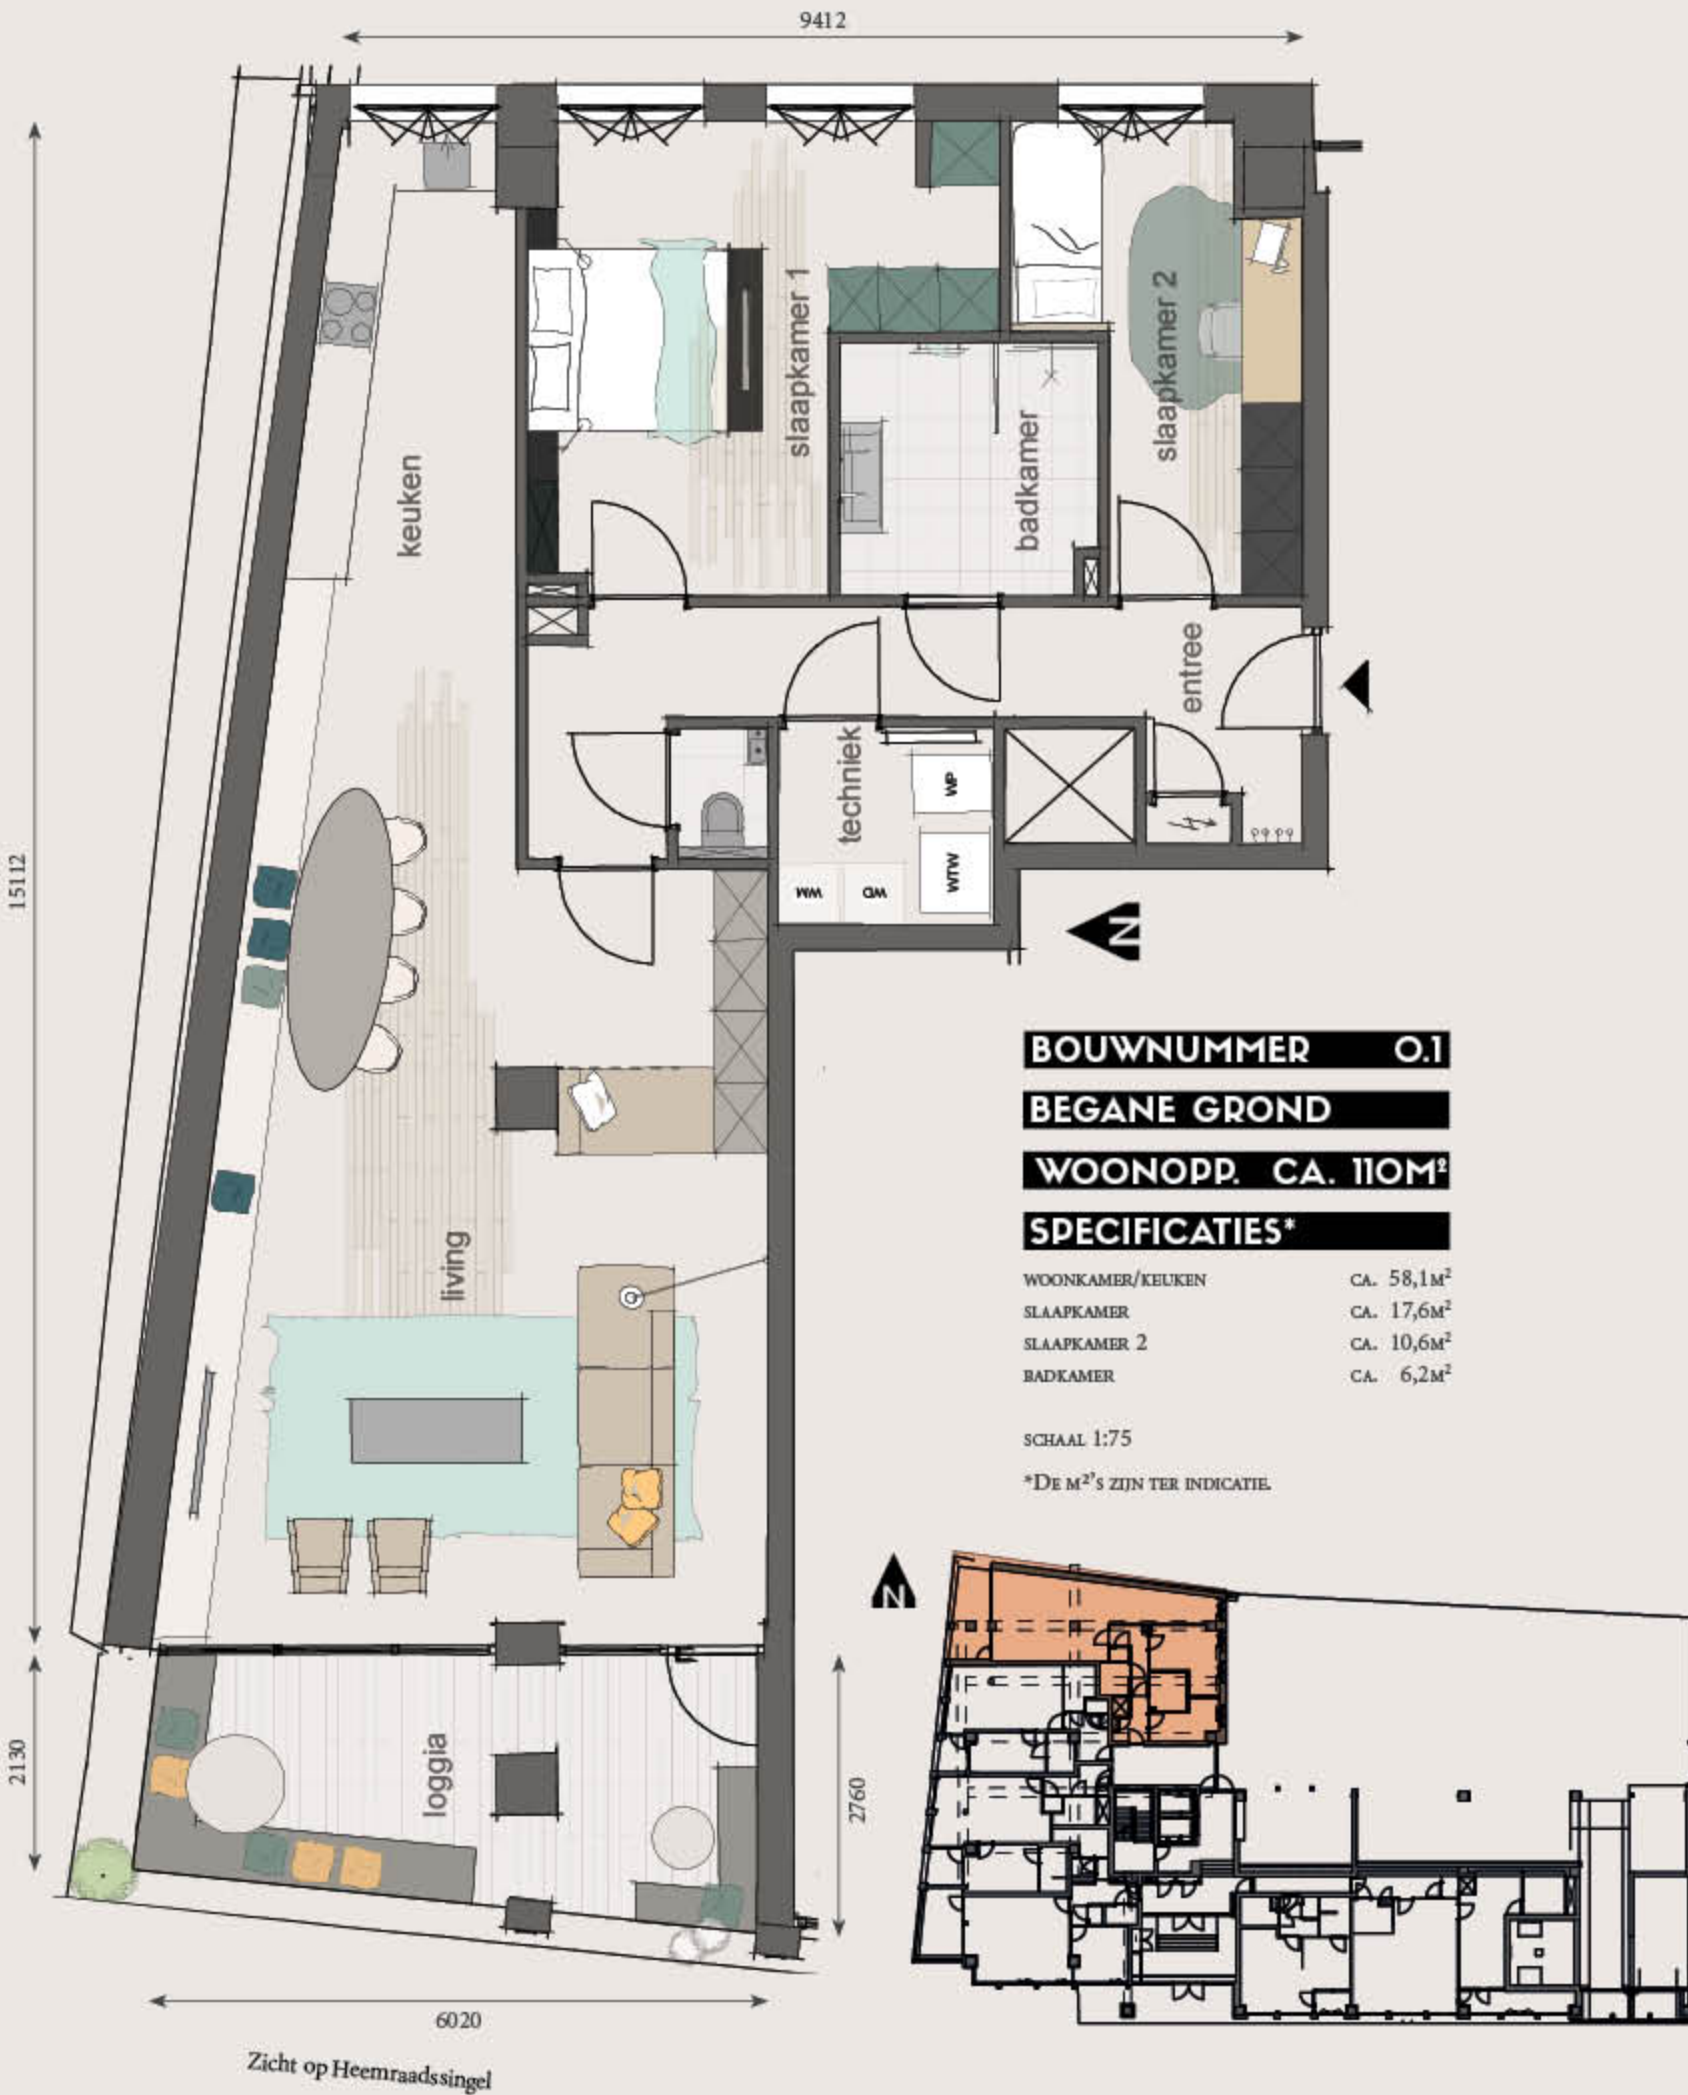 9412
15112
keuken
slaapkamer 1
slaapkamer 2
badkamer
entree
techniek
WP
WTW
WM
WD
N
living
BOUWNUMMER 0.1
BEGANE GROND
WOONOPP. CA. 110M²
SPECIFICATIES*
WOONKAMER/KEUKEN CA. 58,1M²
SLAAPKAMER CA. 17,6M²
SLAAPKAMER 2 CA. 10,6M²
BADKAMER CA. 6,2M²
SCHAAL 1:75
*DE M²'S ZIJN TER INDICATIE.
N
2130
loggia
2760
6020
Zicht op Heemraadssingel